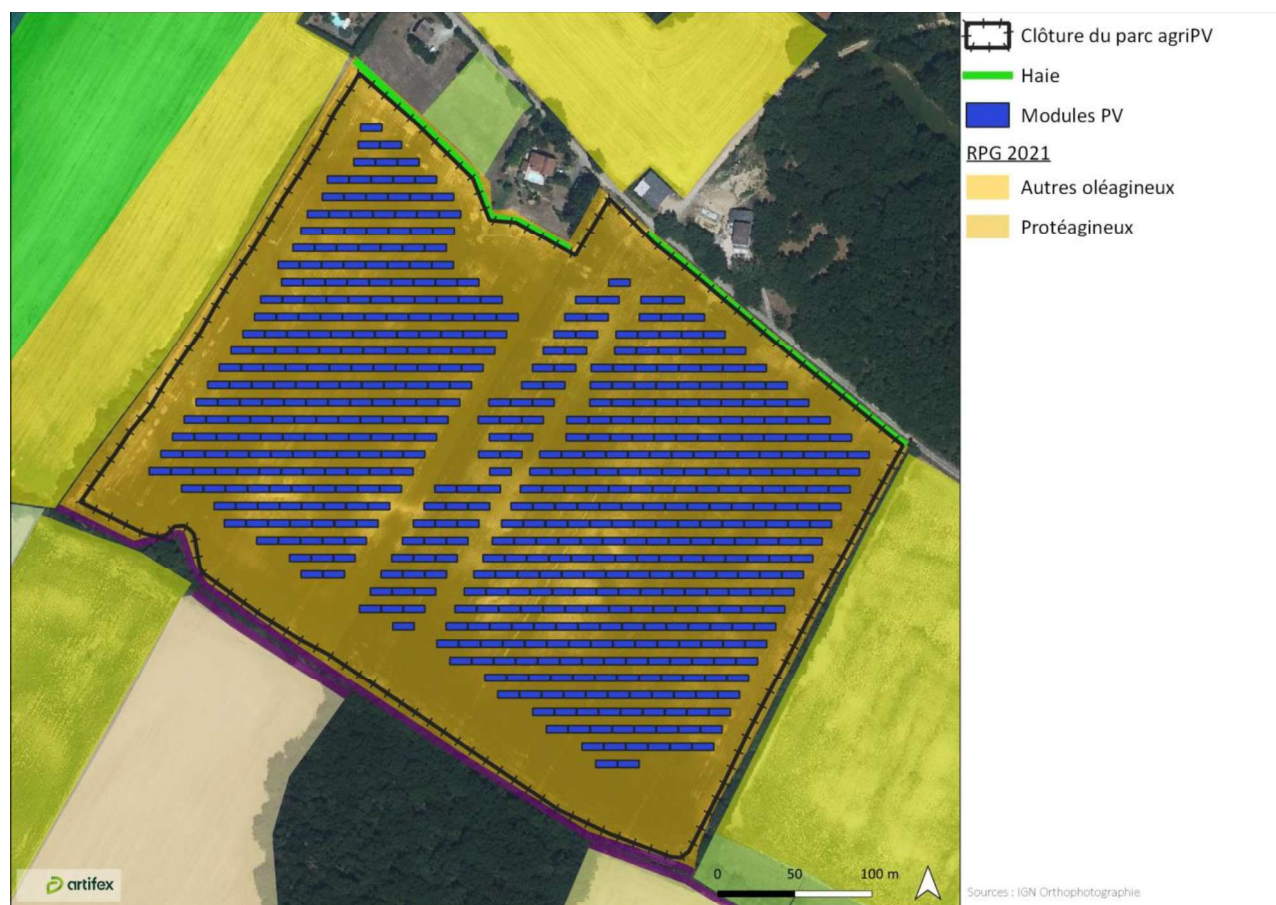 Clôture du parc agriPV
Haie
Modules PV
RPG 2021
Autres oléagineux
Protéagineux
artifex
0 50 100 m
Sources : IGN Orthophotographie